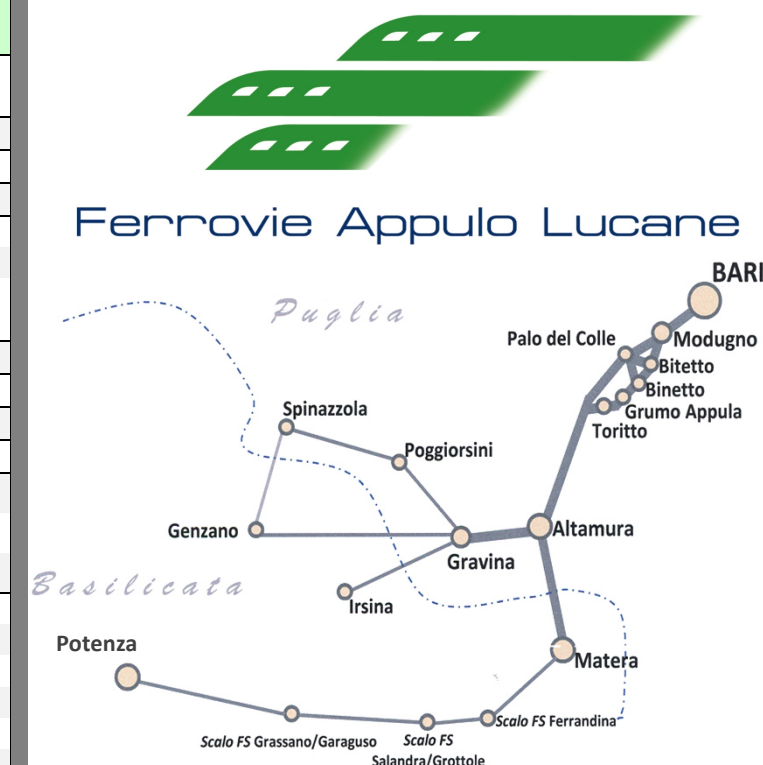 Ferrovie Appulo Lucane
BARI
Puglia
Palo del Colle
Modugno
Bitetto
Binetto
Grumo Appula
Toritto
Spinazzola
Poggiorsini
Genzano
Altamura
Gravina
Basilicata
Irsina
Potenza
Matera
Scalo FS Ferrandina
Scalo FS Grassano/Garaguso
Scalo FS
Salandra/Grottole